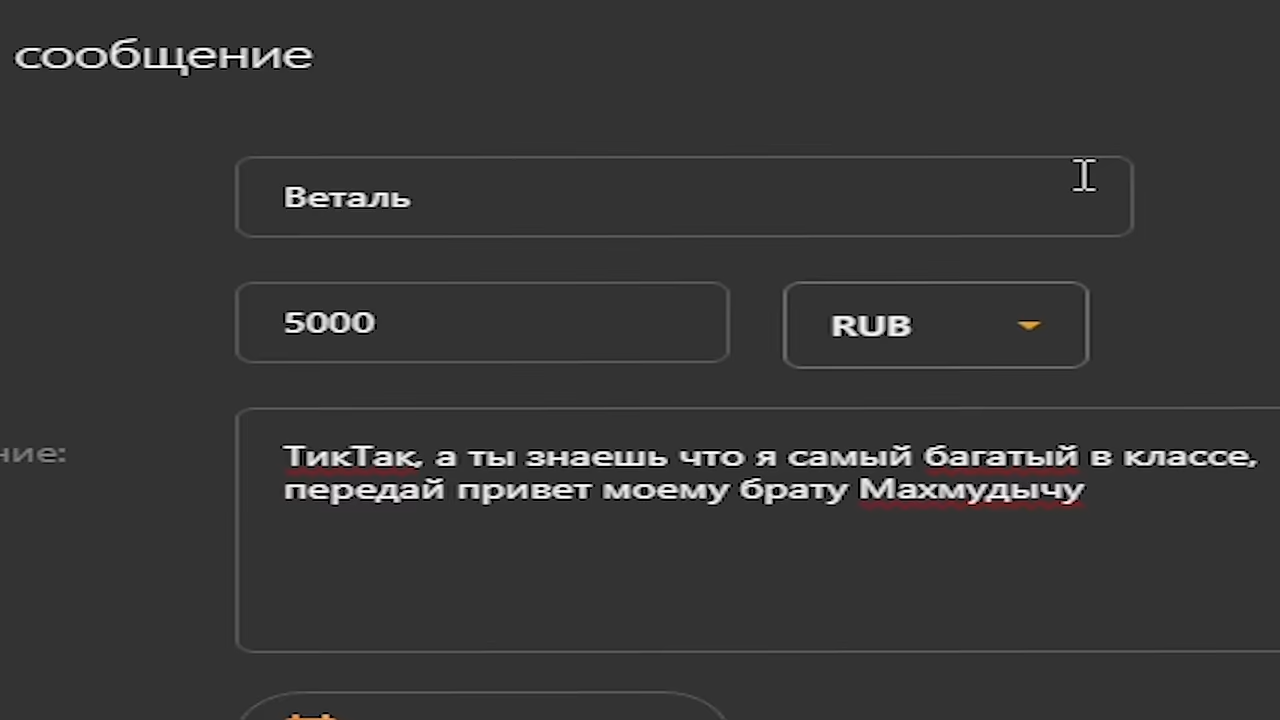 сообщение
Веталь
5000
RUB
ние:
ТикТак, а ты знаешь что я самый багатый в классе,
передай привет моему брату Махмудычу